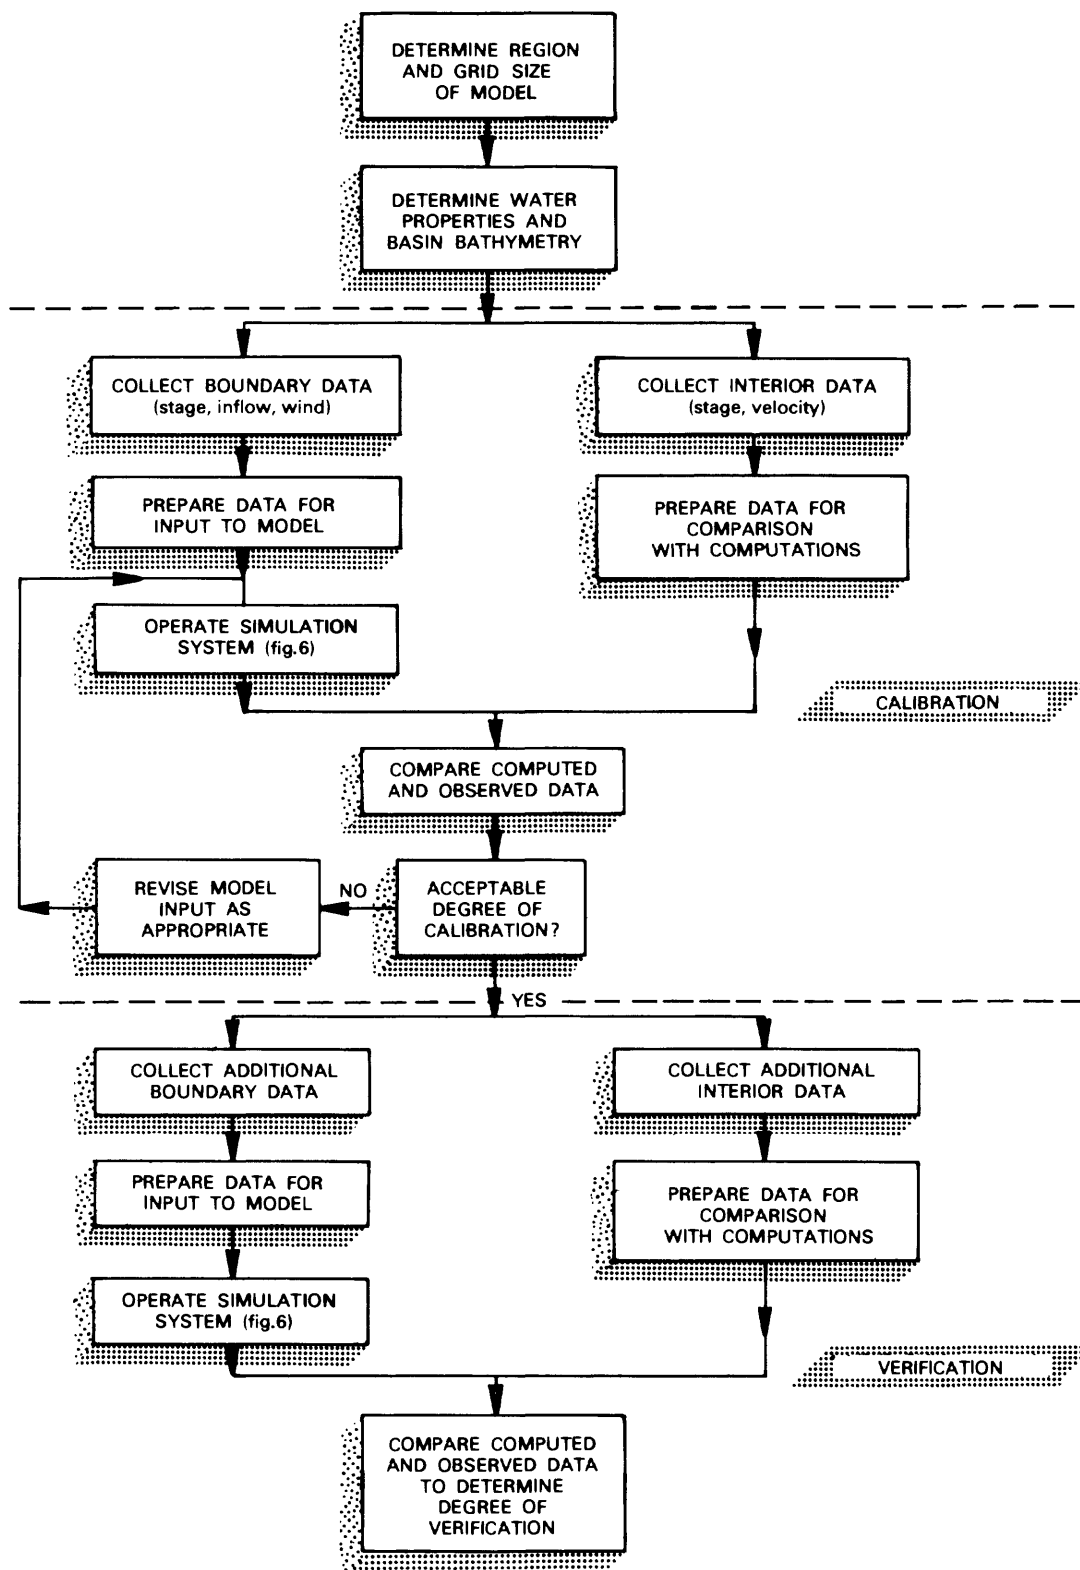 DETERMINE REGION
AND GRID SIZE
OF MODEL
DETERMINE WATER
PROPERTIES AND
BASIN BATHYMETRY
COLLECT BOUNDARY DATA
(stage, inflow, wind)
COLLECT INTERIOR DATA
(stage, velocity)
PREPARE DATA FOR
INPUT TO MODEL
PREPARE DATA FOR
COMPARISON
WITH COMPUTATIONS
OPERATE SIMULATION
SYSTEM (fig.6)
CALIBRATION
COMPARE COMPUTED
AND OBSERVED DATA
ACCEPTABLE
DEGREE OF
CALIBRATION?
NO
REVISE MODEL
INPUT AS
APPROPRIATE
YES
COLLECT ADDITIONAL
BOUNDARY DATA
COLLECT ADDITIONAL
INTERIOR DATA
PREPARE DATA FOR
INPUT TO MODEL
PREPARE DATA FOR
COMPARISON
WITH COMPUTATIONS
OPERATE SIMULATION
SYSTEM (fig.6)
VERIFICATION
COMPARE COMPUTED
AND OBSERVED DATA
TO DETERMINE
DEGREE OF
VERIFICATION